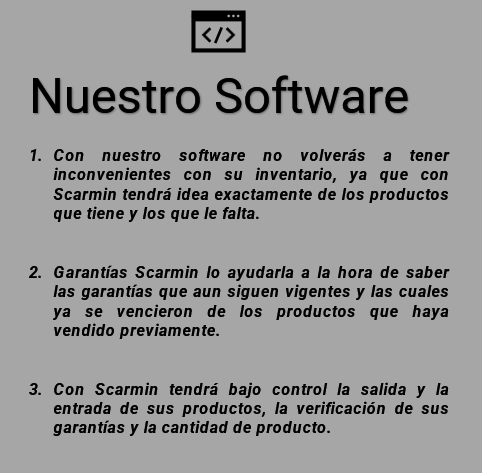 </>
Nuestro Software
1. Con nuestro software no volverás a tener
inconvenientes con su inventario, ya que con
Scarmin tendrá idea exactamente de los productos
que tiene y los que le falta.
2. Garantías Scarmin lo ayudarla a la hora de saber
las garantías que aun siguen vigentes y las cuales
ya se vencieron de los productos que haya
vendido previamente.
3. Con Scarmin tendrá bajo control la salida y la
entrada de sus productos, la verificación de sus
garantías y la cantidad de producto.